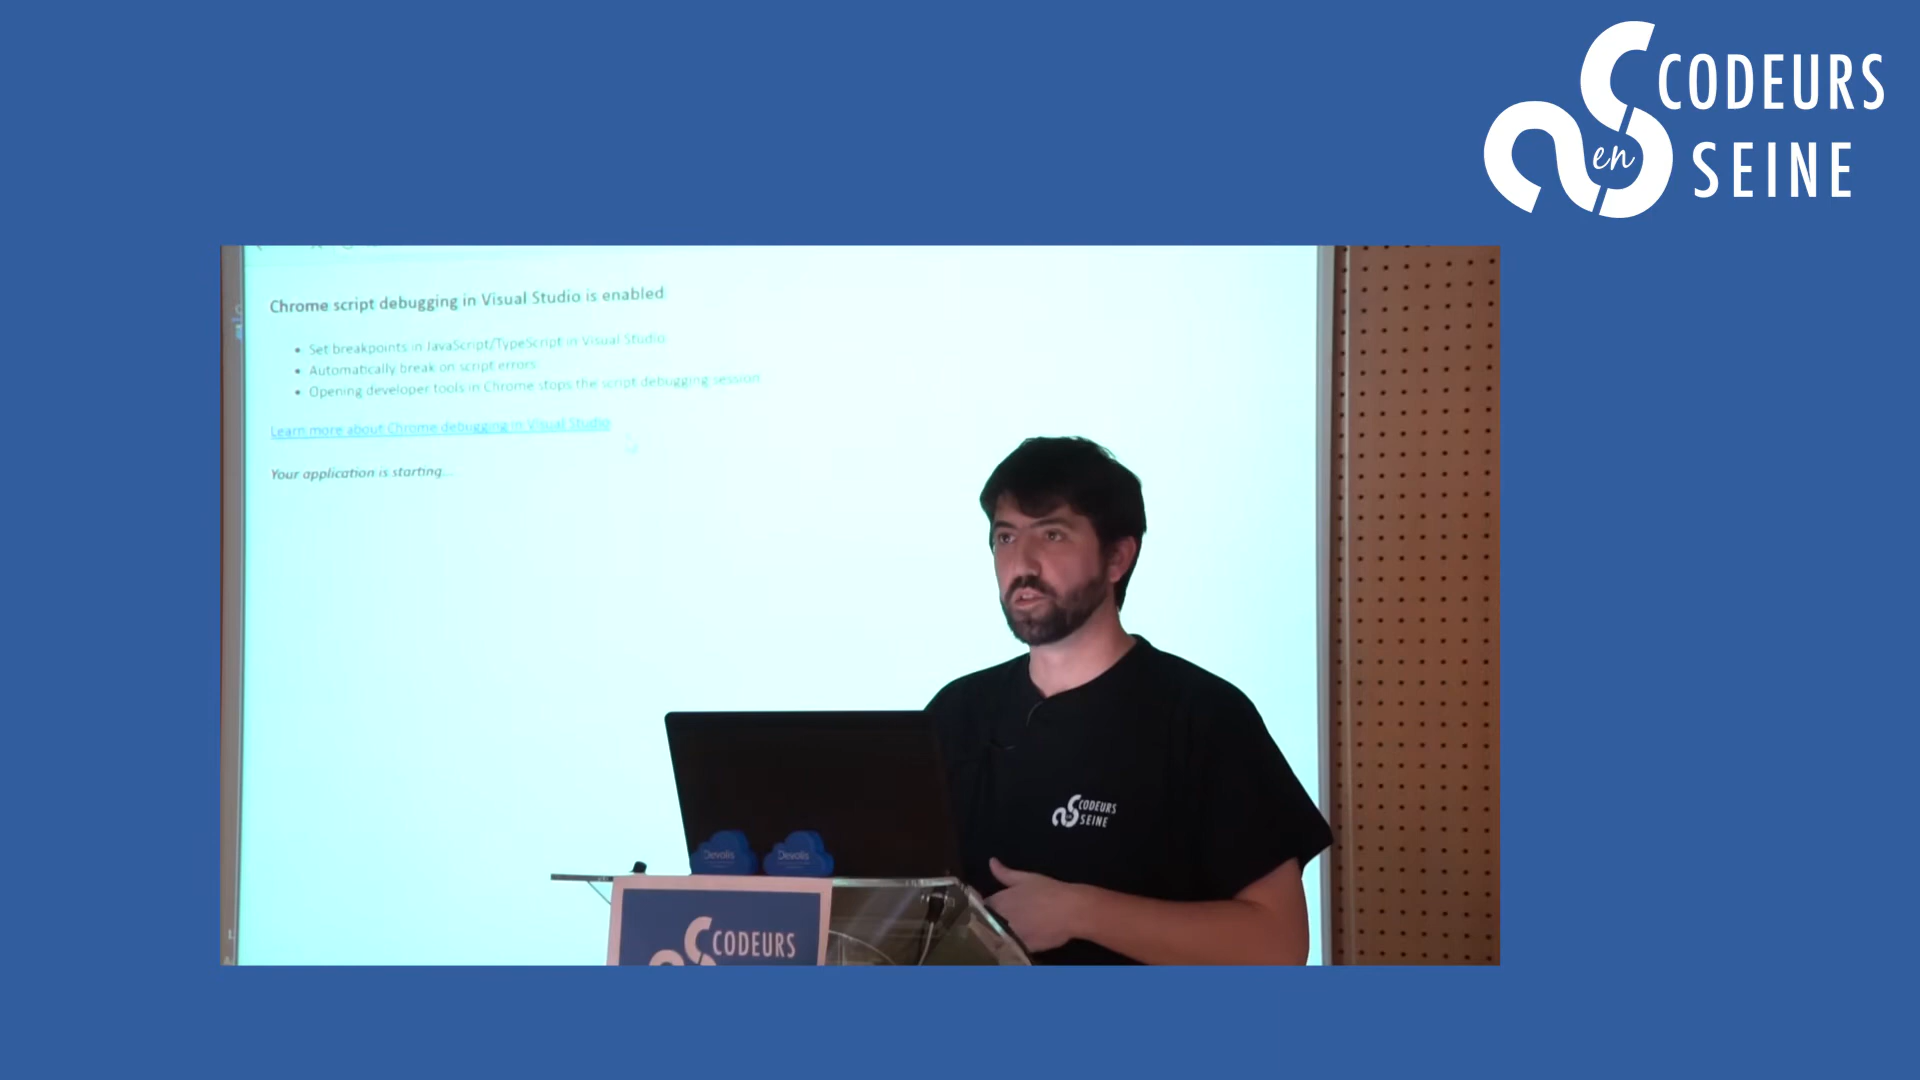 CODEURS
en
SEINE
Chrome script debugging in Visual Studio is enabled
Set breakpoints in JavaScript/TypeScript in Visual Studio
Automatically break on script errors
Opening developer tools in Chrome stops the script debugging session
Learn more about Chrome debugging in Visual Studio
Your application is starting...
CODEURS
SEINE
Devolis
Devolis
CODEURS